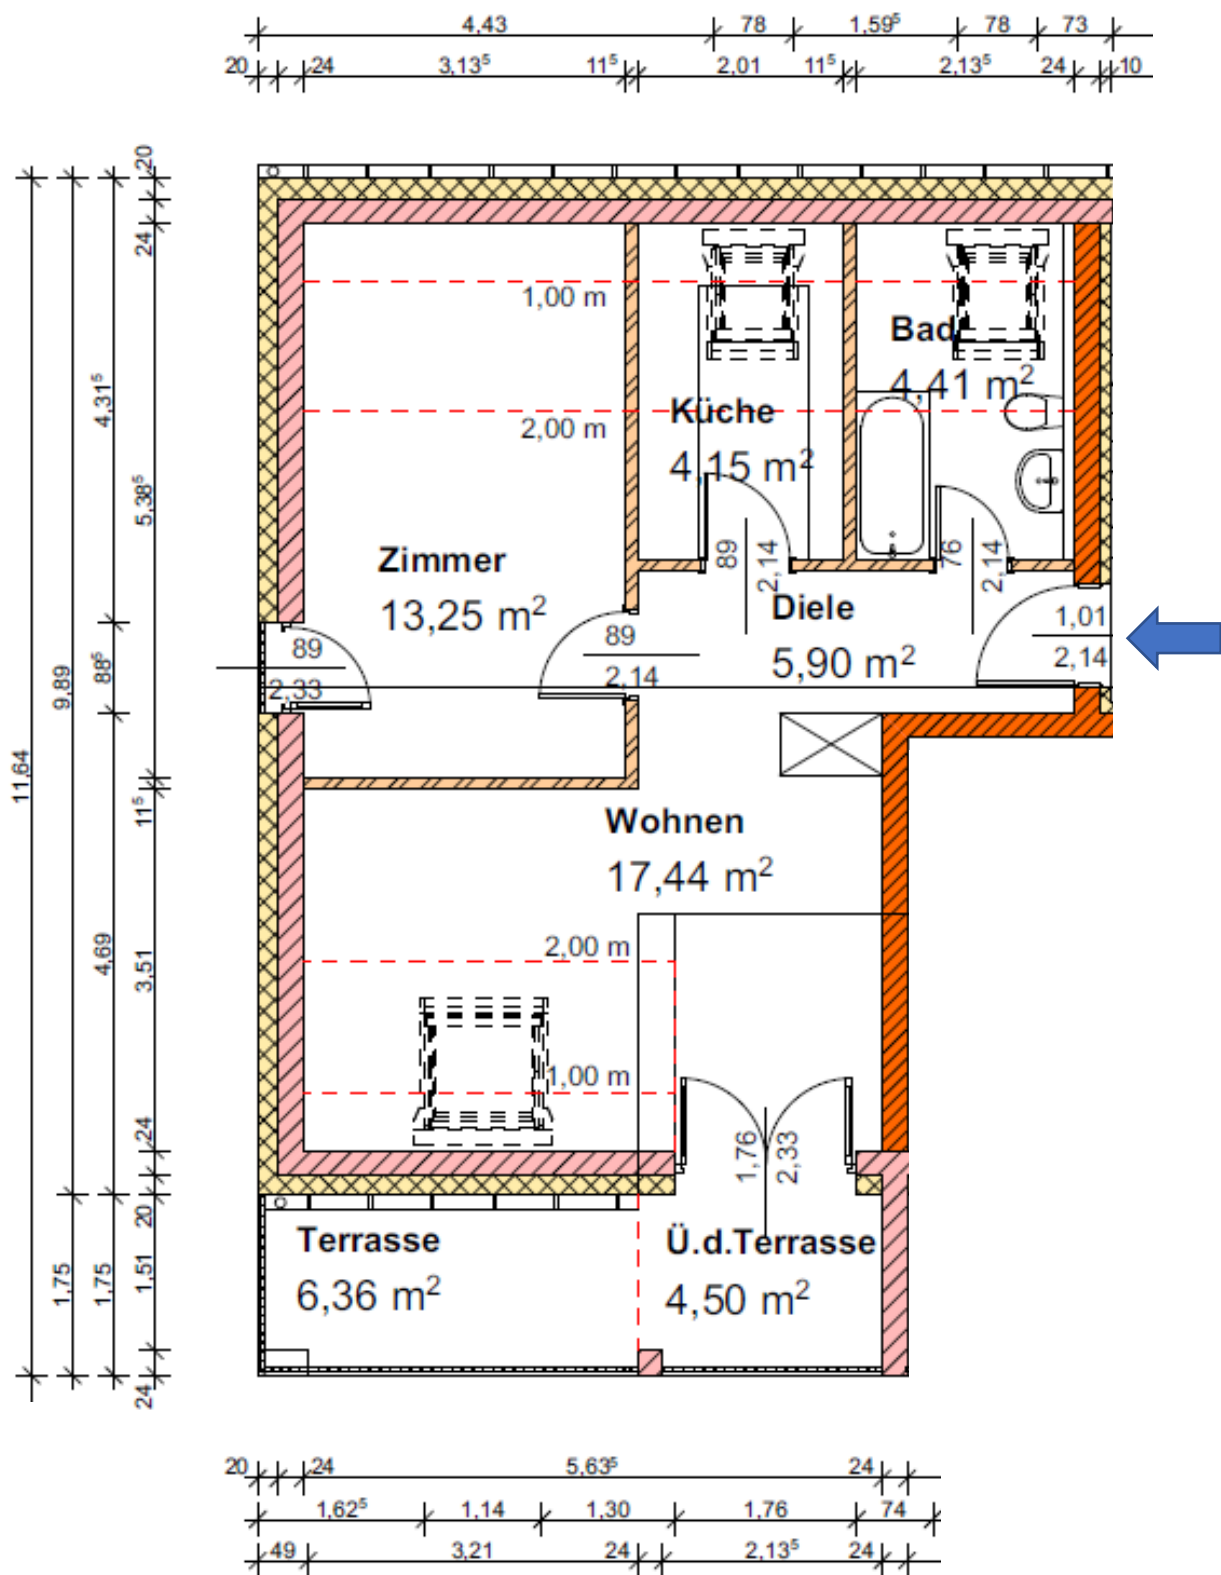 4,43 78 1,59⁵ 78 73
20 24 3,13⁵ 11⁵ 2,01 11⁵ 2,13⁵ 24 10
20
24
4,31⁵
5,38⁵
88⁵
9,89
11,64
11⁵
4,69
3,51
24
20
1,75
1,75
1,51
24
1,00 m
2,00 m
Bad
4,41 m²
Küche
4,15 m²
Zimmer
13,25 m²
89
2,14
76
2,14
Diele
5,90 m²
1,01
2,14
89
2,33
89
2,14
Wohnen
17,44 m²
2,00 m
1,00 m
1,76
2,33
Terrasse
6,36 m²
Ü.d.Terrasse
4,50 m²
20 24 5,63⁵ 24
1,62⁵ 1,14 1,30 1,76 74
49 3,21 24 2,13⁵ 24